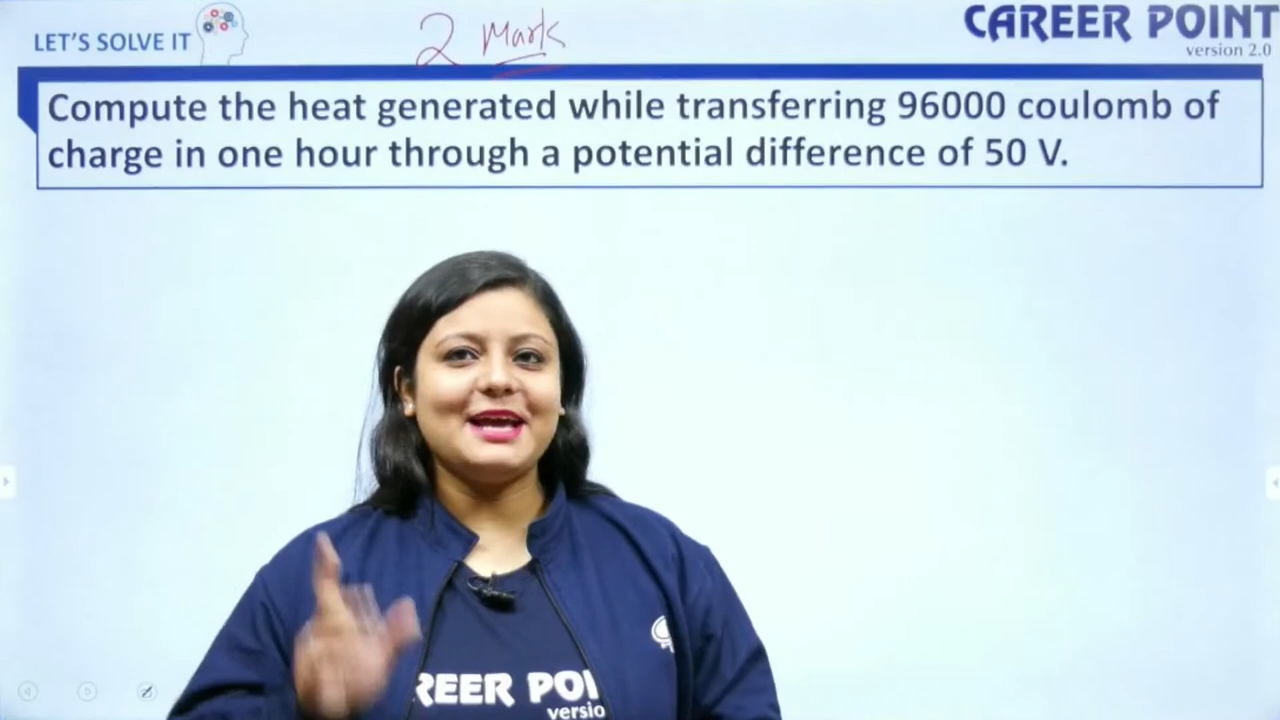 LET'S SOLVE IT
2 Mark
CAREER POINT
version 2.0
Compute the heat generated while transferring 96000 coulomb of
charge in one hour through a potential difference of 50 V.
REER POI
versio